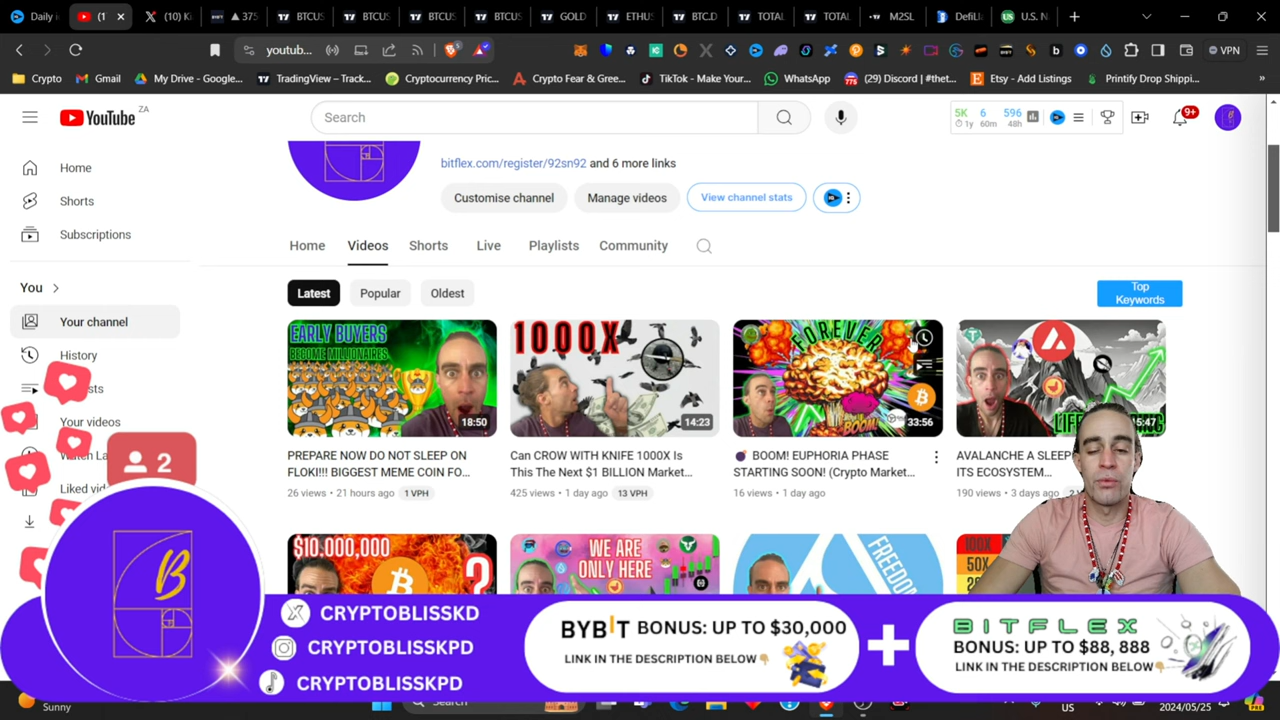 Daily i
(1
(10) Ki
▲ 375
BTCUS
BTCUS
BTCUS
BTCUS
GOLD
ETHUS
BTC.D
TOTAL
TOTAL
M2SL
DefiLla
U.S. N
youtub...
VPN
Crypto
Gmail
My Drive - Google...
TradingView – Track...
Cryptocurrency Pric...
Crypto Fear & Gree...
TikTok - Make Your...
WhatsApp
(29) Discord | #thet...
Etsy - Add Listings
Printify Drop Shippi...
YouTube ZA
Search
5K 6 596
1y 60m 48h
9+
bitflex.com/register/92sn92 and 6 more links
Customise channel
Manage videos
View channel stats
Home
Shorts
Subscriptions
You
Your channel
History
Your videos
Home
Videos
Shorts
Live
Playlists
Community
Latest
Popular
Oldest
Top Keywords
EARLY BUYERS
BECOME MILLIONAIRES
18:50
1000X
14:23
FOREVER
BOOM!
33:56
5:47
PREPARE NOW DO NOT SLEEP ON
FLOKI!!! BIGGEST MEME COIN FO...
26 views • 21 hours ago 1 VPH
Can CROW WITH KNIFE 1000X Is
This The Next $1 BILLION Market...
425 views • 1 day ago 13 VPH
BOOM! EUPHORIA PHASE
STARTING SOON! (Crypto Market...
16 views • 1 day ago
AVALANCHE A SLEEP
ITS ECOSYSTEM...
190 views • 3 days ago
$10,000,000
?
WE ARE
ONLY HERE
FREEDOM
100X
50X
2
B
CRYPTOBLISSKD
CRYPTOBLISSKPD
CRYPTOBLISSKPD
BYBIT BONUS: UP TO $30,000
LINK IN THE DESCRIPTION BELOW
BITFLEX
BONUS: UP TO $88, 888
LINK IN THE DESCRIPTION BELOW
Sunny
Search
US
2024/05/25